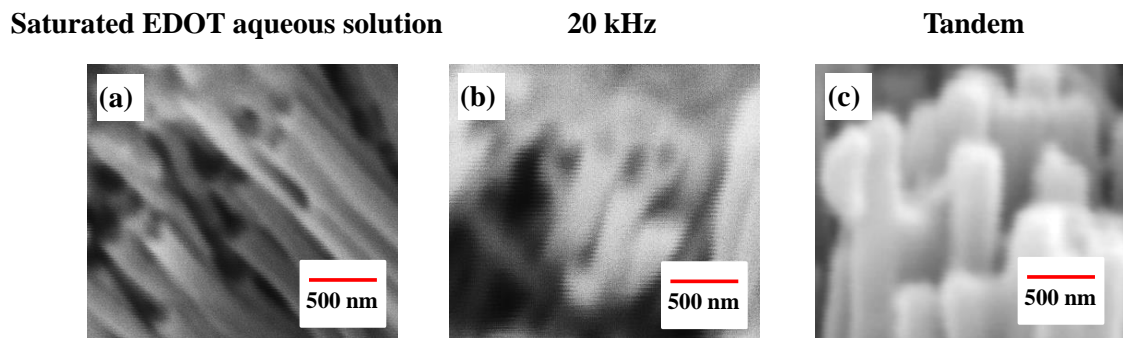 Saturated EDOT aqueous solution 20 kHz Tandem
(a) (b) (c)
500 nm 500 nm 500 nm